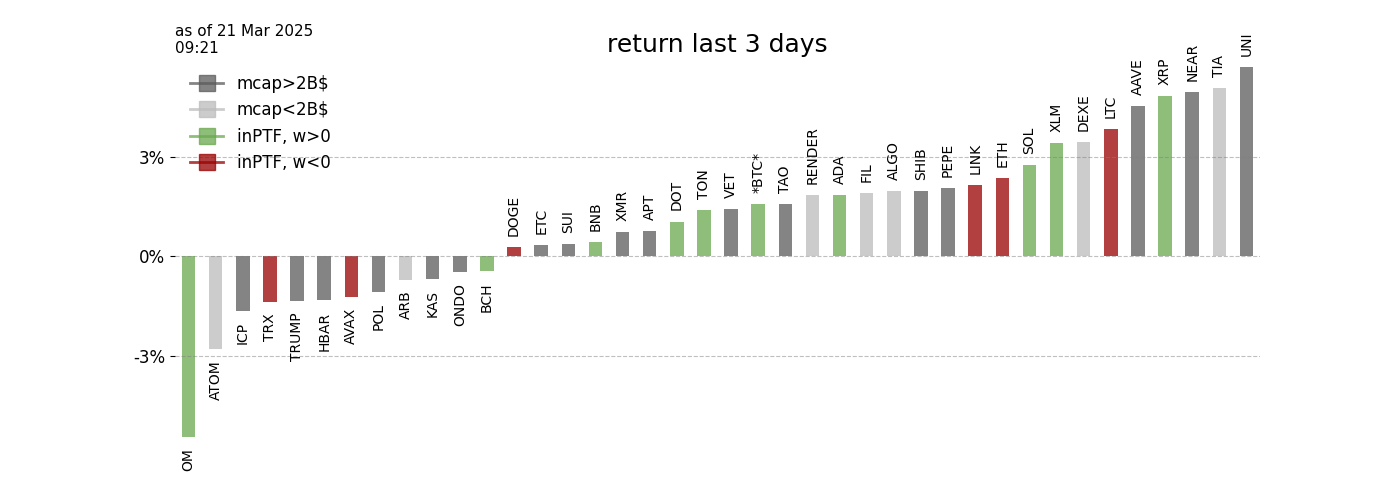 as of 21 Mar 2025
09:21
return last 3 days
mcap>2B$
mcap<2B$
inPTF, w>0
inPTF, w<0
3%
0%
-3%
OM
ATOM
ICP
TRX
TRUMP
HBAR
AVAX
POL
ARB
KAS
ONDO
BCH
DOGE
ETC
SUI
BNB
XMR
APT
DOT
TON
VET
*BTC*
TAO
RENDER
ADA
FIL
ALGO
SHIB
PEPE
LINK
ETH
SOL
XLM
DEXE
LTC
AAVE
XRP
NEAR
TIA
UNI